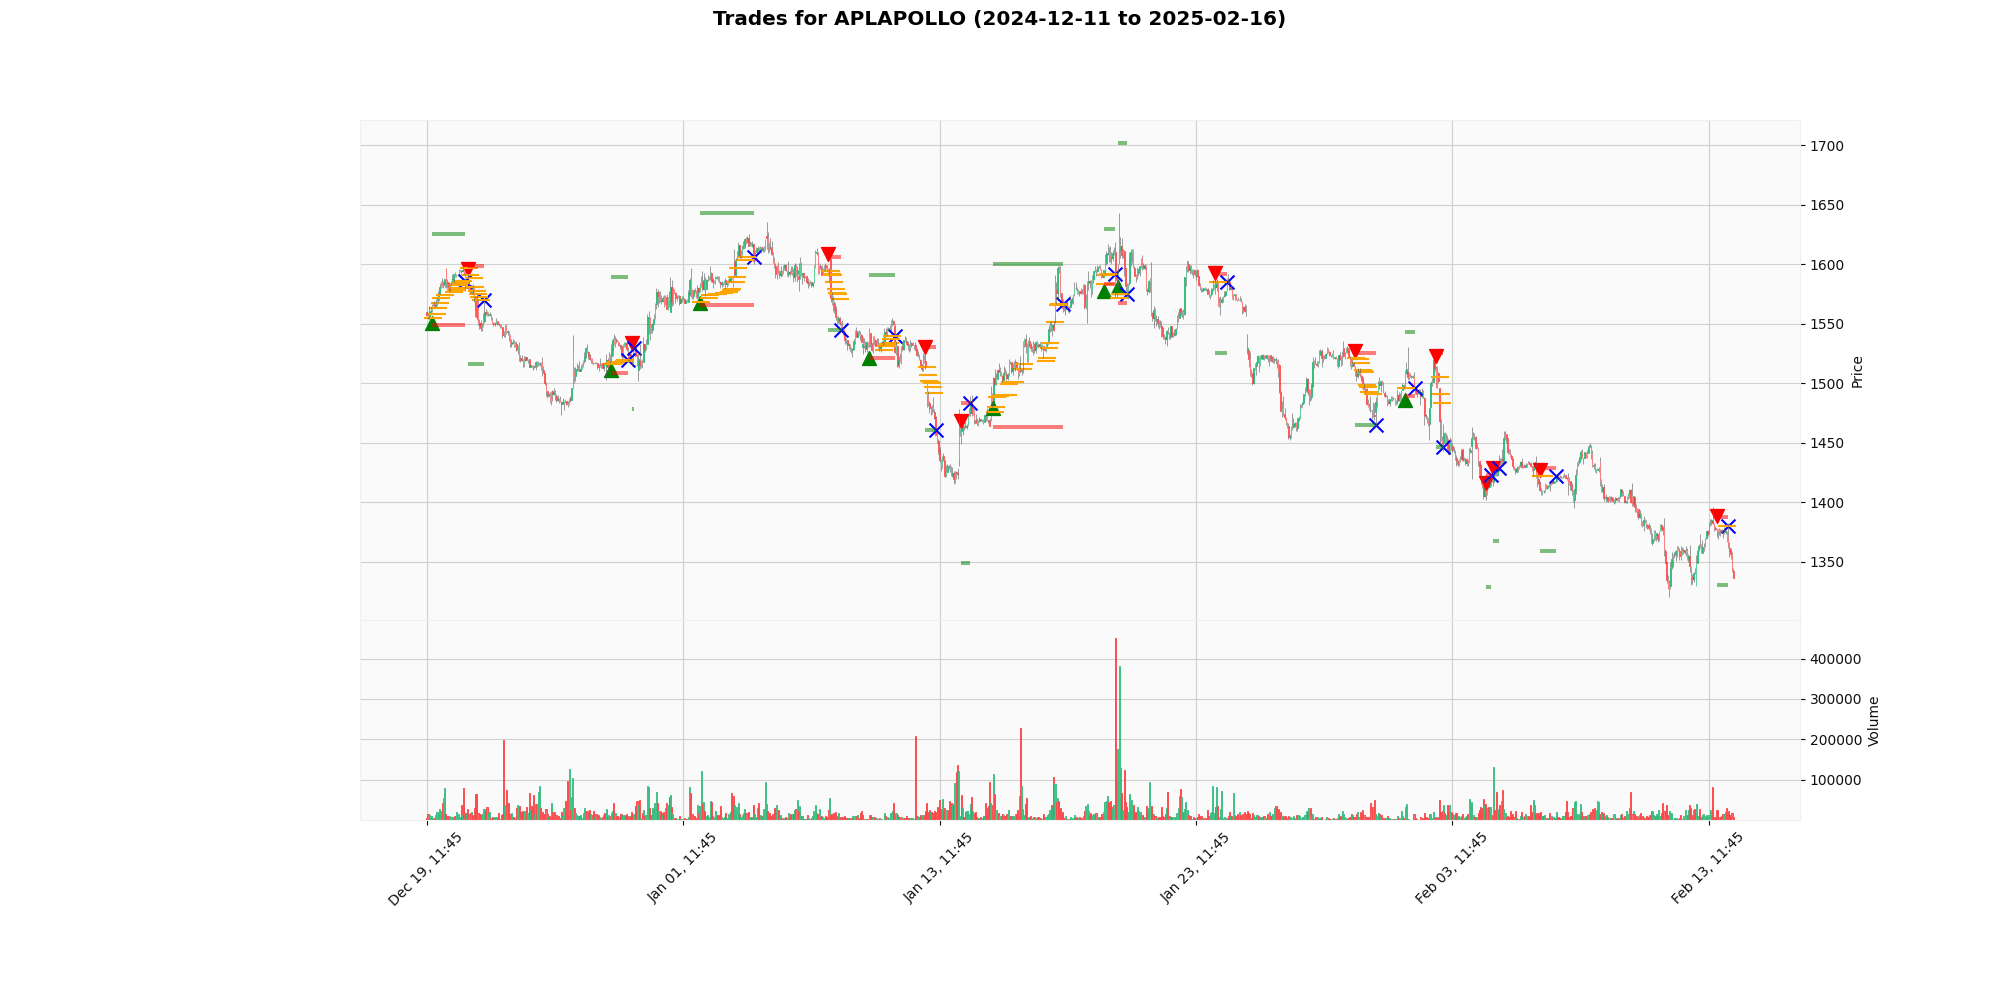 Trades for APLAPOLLO (2024-12-11 to 2025-02-16)
1700
1650
1600
1550
1500
1450
1400
1350
Price
400000
300000
200000
100000
Volume
Dec 19, 11:45
Jan 01, 11:45
Jan 13, 11:45
Jan 23, 11:45
Feb 03, 11:45
Feb 13, 11:45